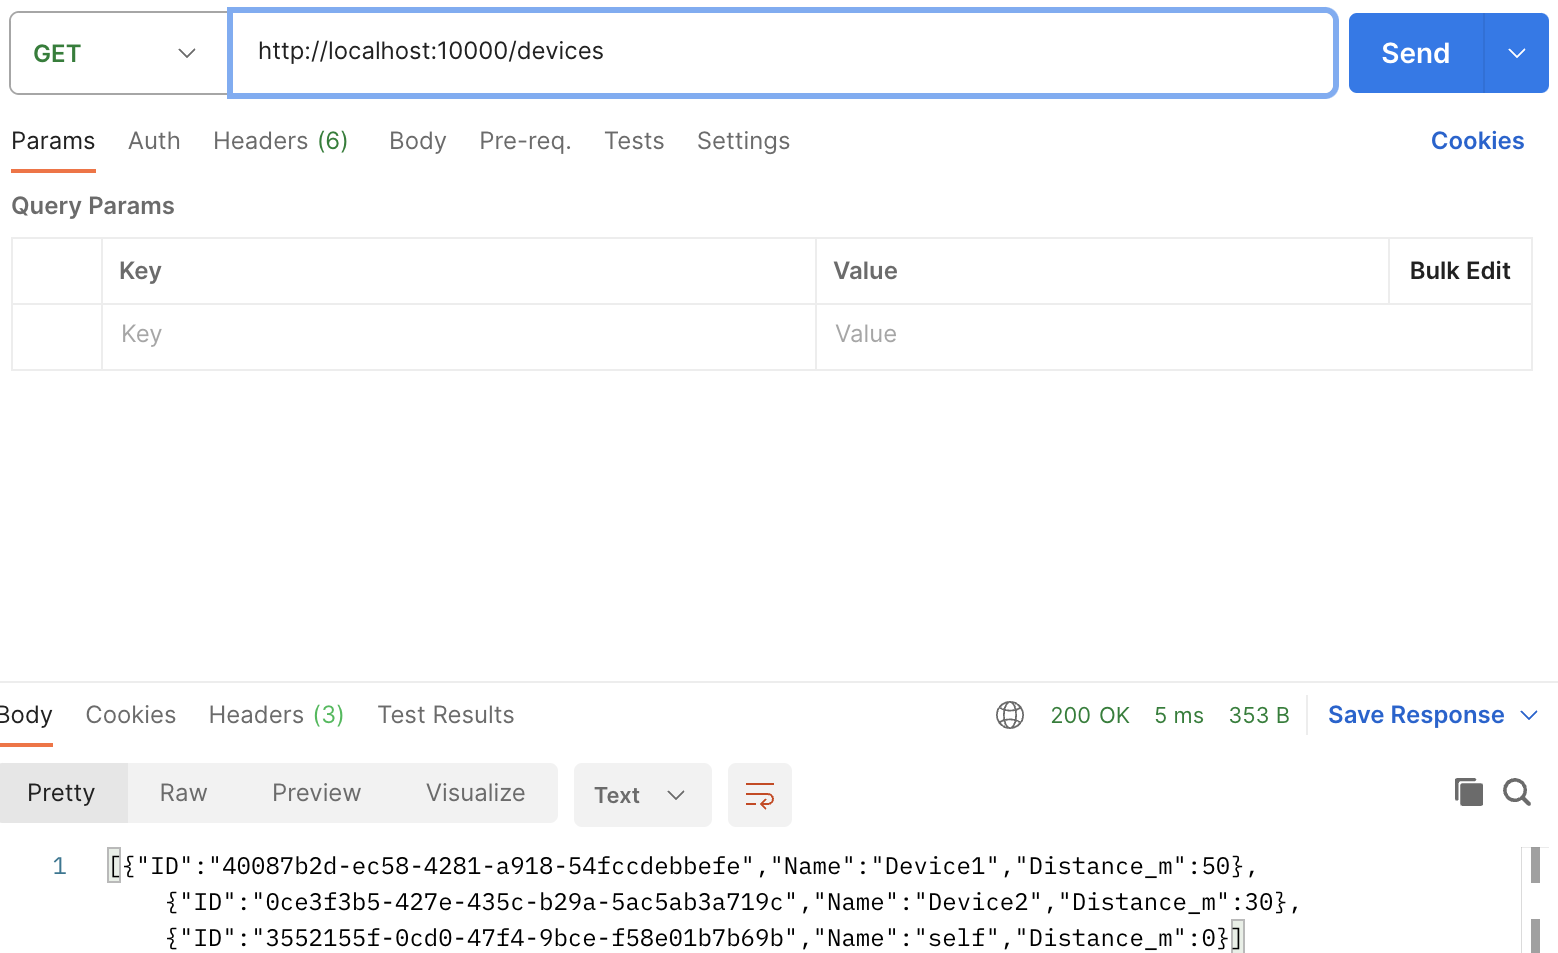 GET http://localhost:10000/devices Send
Params Auth Headers (6) Body Pre-req. Tests Settings Cookies
Query Params
Key Value Bulk Edit
Key Value
Body Cookies Headers (3) Test Results 200 OK 5 ms 353 B Save Response
Pretty Raw Preview Visualize Text
1 [{"ID":"40087b2d-ec58-4281-a918-54fccdebbefe","Name":"Device1","Distance_m":50},
{"ID":"0ce3f3b5-427e-435c-b29a-5ac5ab3a719c","Name":"Device2","Distance_m":30},
{"ID":"3552155f-0cd0-47f4-9bce-f58e01b7b69b","Name":"self","Distance_m":0}]